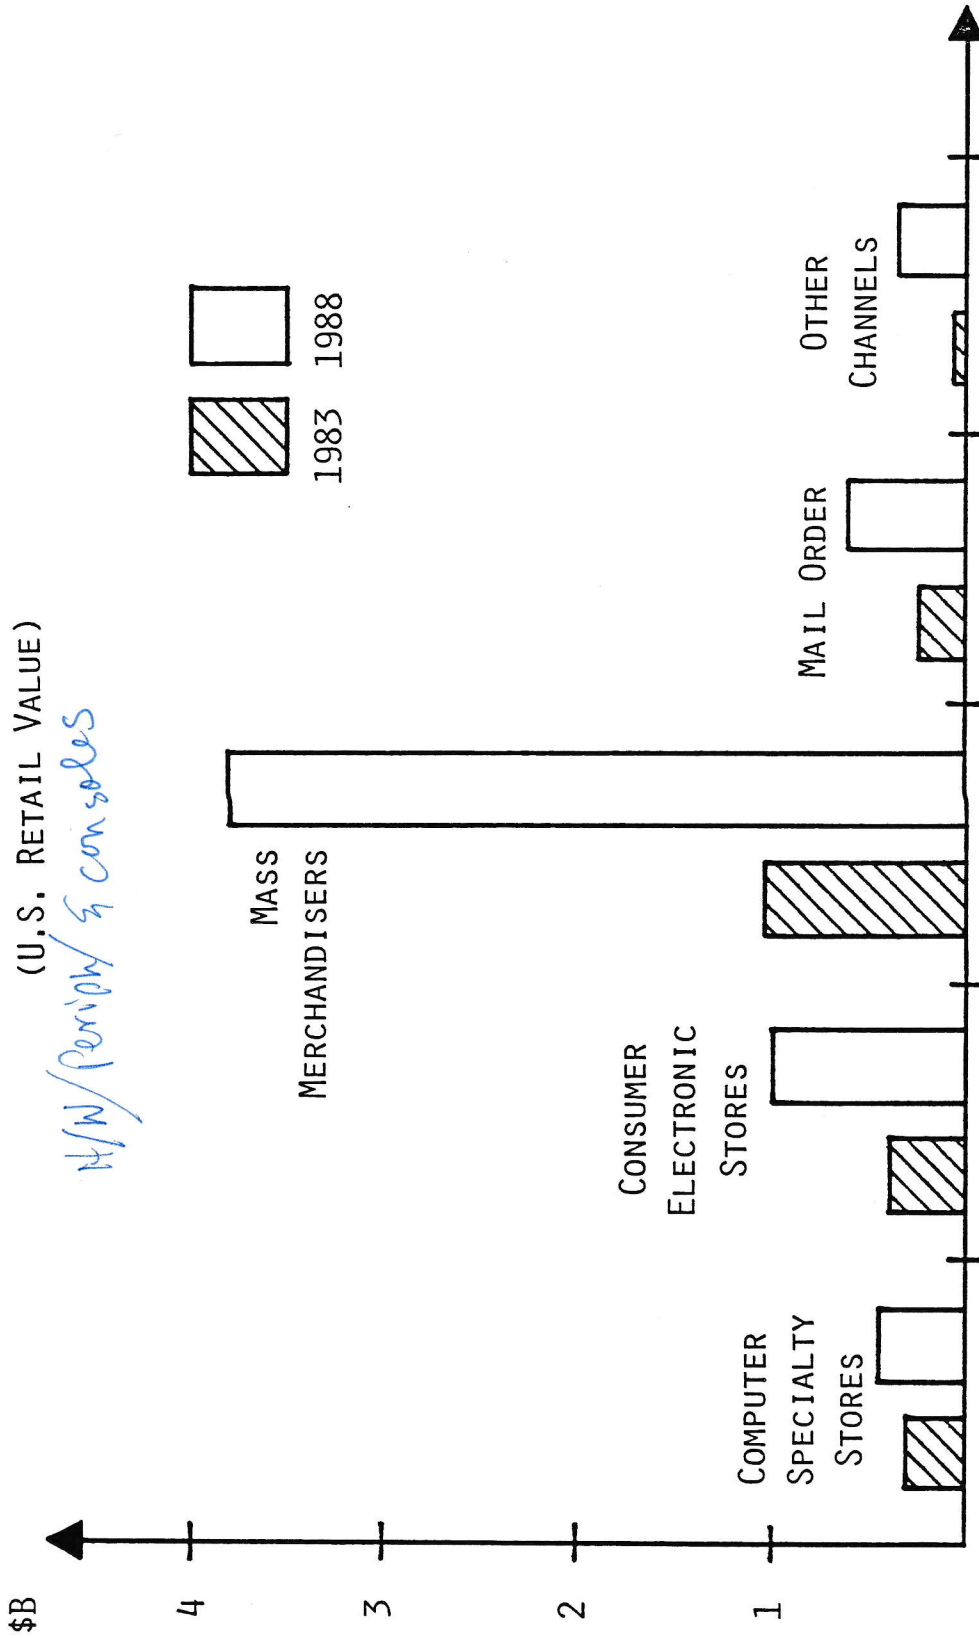 (U.S. RETAIL VALUE)
H/W/Periph/ & consoles
$B
4
3
2
1
1983
1988
COMPUTER
SPECIALTY
STORES
CONSUMER
ELECTRONIC
STORES
MASS
MERCHANDISERS
MAIL ORDER
OTHER
CHANNELS